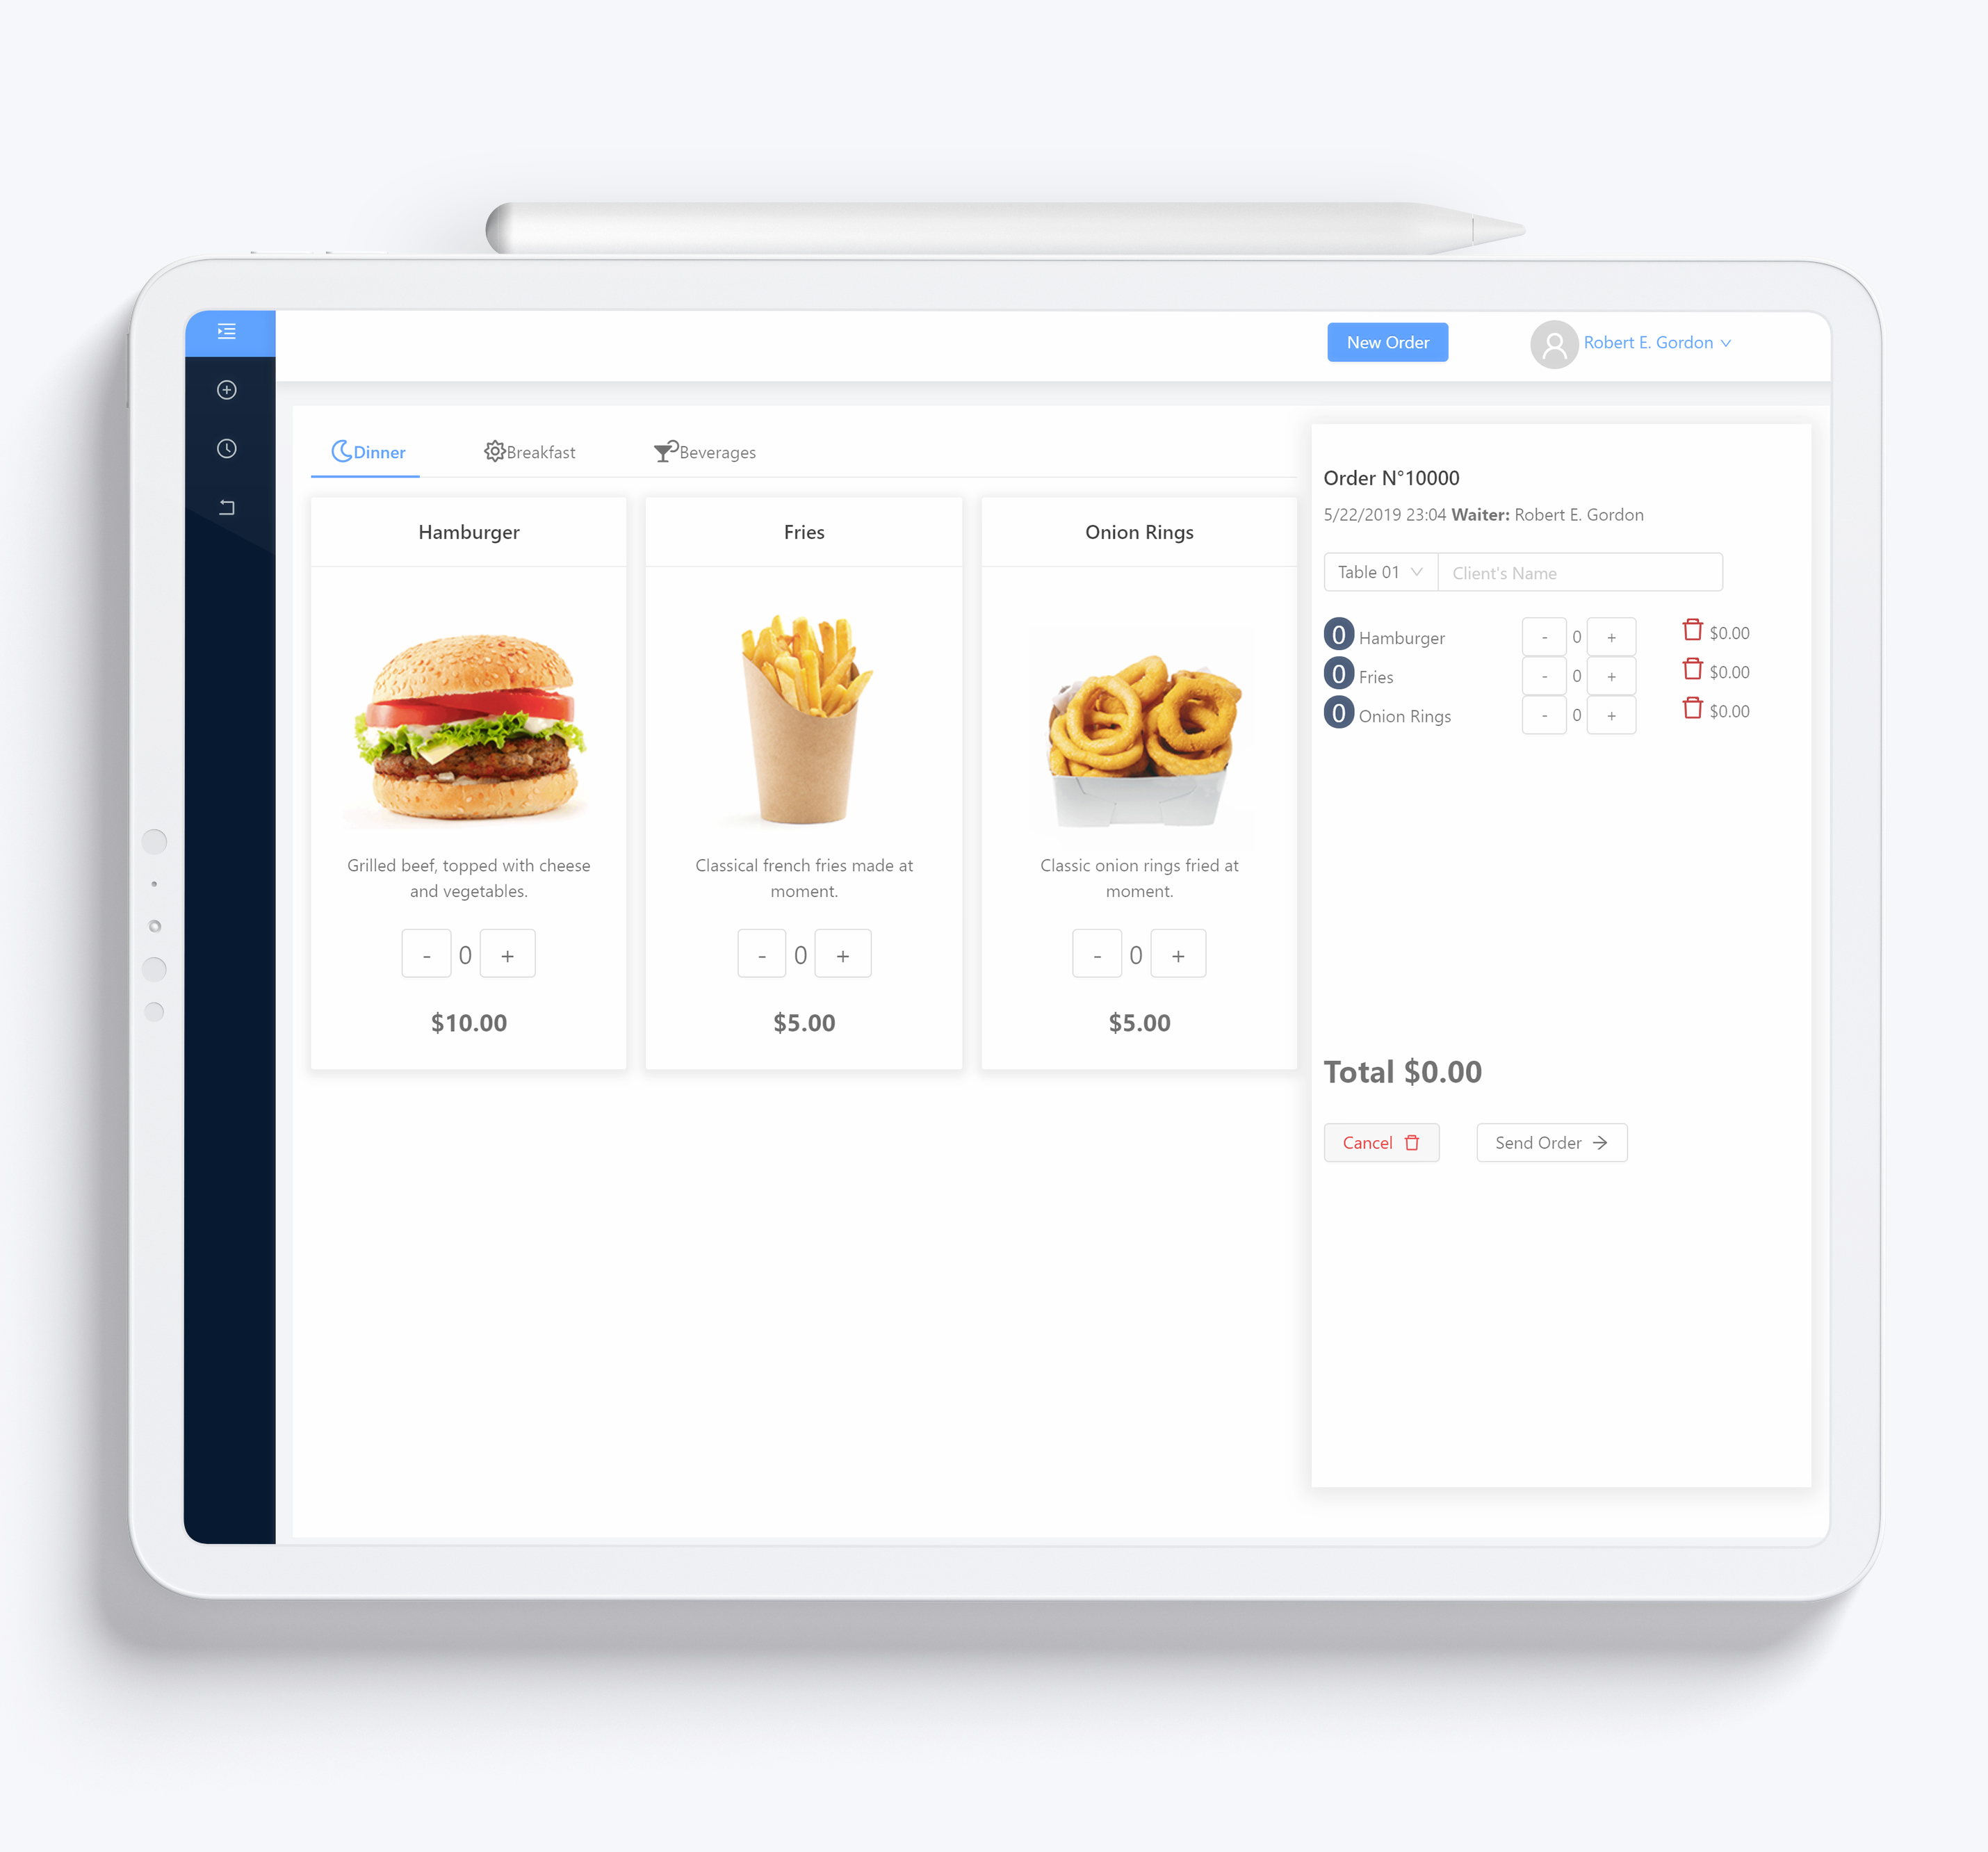 New Order
Robert E. Gordon
Dinner
Breakfast
Beverages
Hamburger
Grilled beef, topped with cheese
and vegetables.
- 0 +
$10.00
Fries
Classical french fries made at
moment.
- 0 +
$5.00
Onion Rings
Classic onion rings fried at
moment.
- 0 +
$5.00
Order N°10000
5/22/2019 23:04 Waiter: Robert E. Gordon
Table 01 Client's Name
0 Hamburger - 0 + $0.00
0 Fries - 0 + $0.00
0 Onion Rings - 0 + $0.00
Total $0.00
Cancel
Send Order